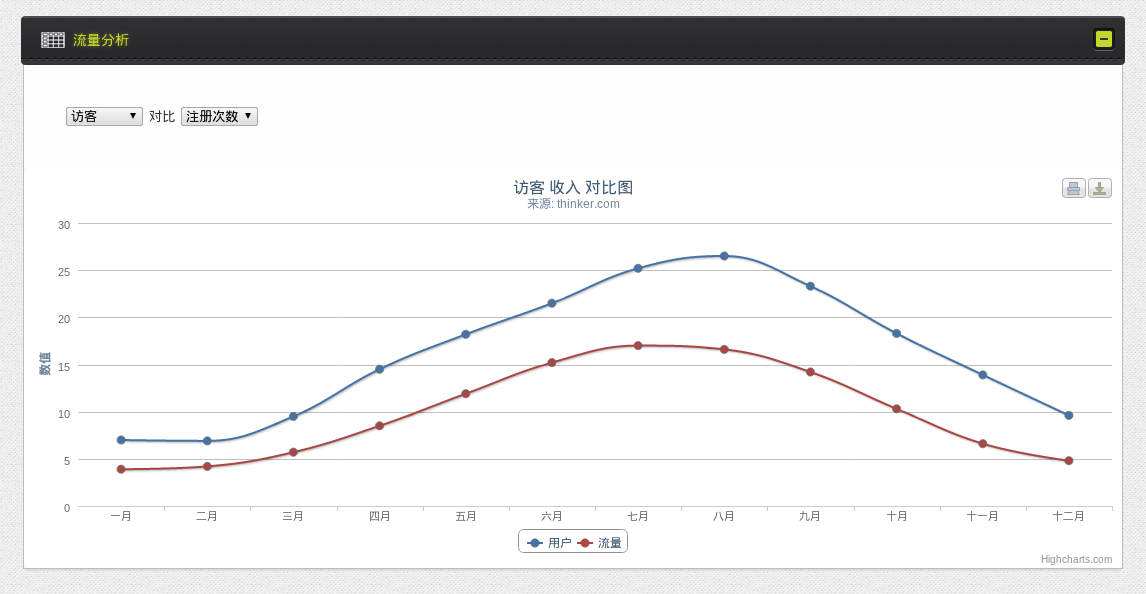 流量分析
访客 对比 注册次数
访客 收入 对比图
来源: thinker.com
数值
30
25
20
15
10
5
0
一月 二月 三月 四月 五月 六月 七月 八月 九月 十月 十一月 十二月
用户 流量
Highcharts.com